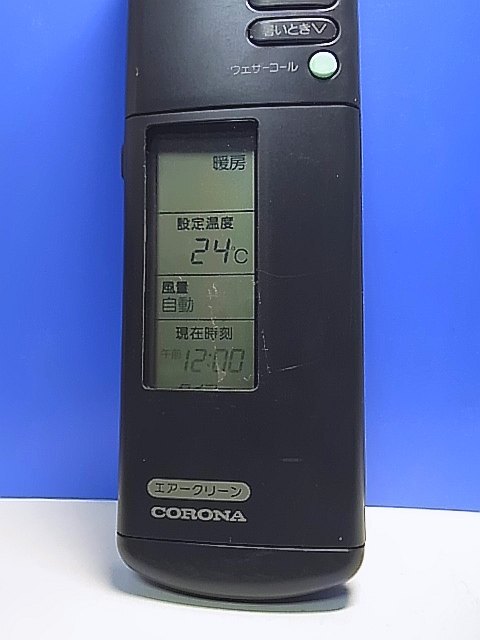 暑いとき∨
ウェザーコール
暖房
設定温度
24℃
風量
自動
現在時刻
午前 12:00
エアークリーン
CORONA